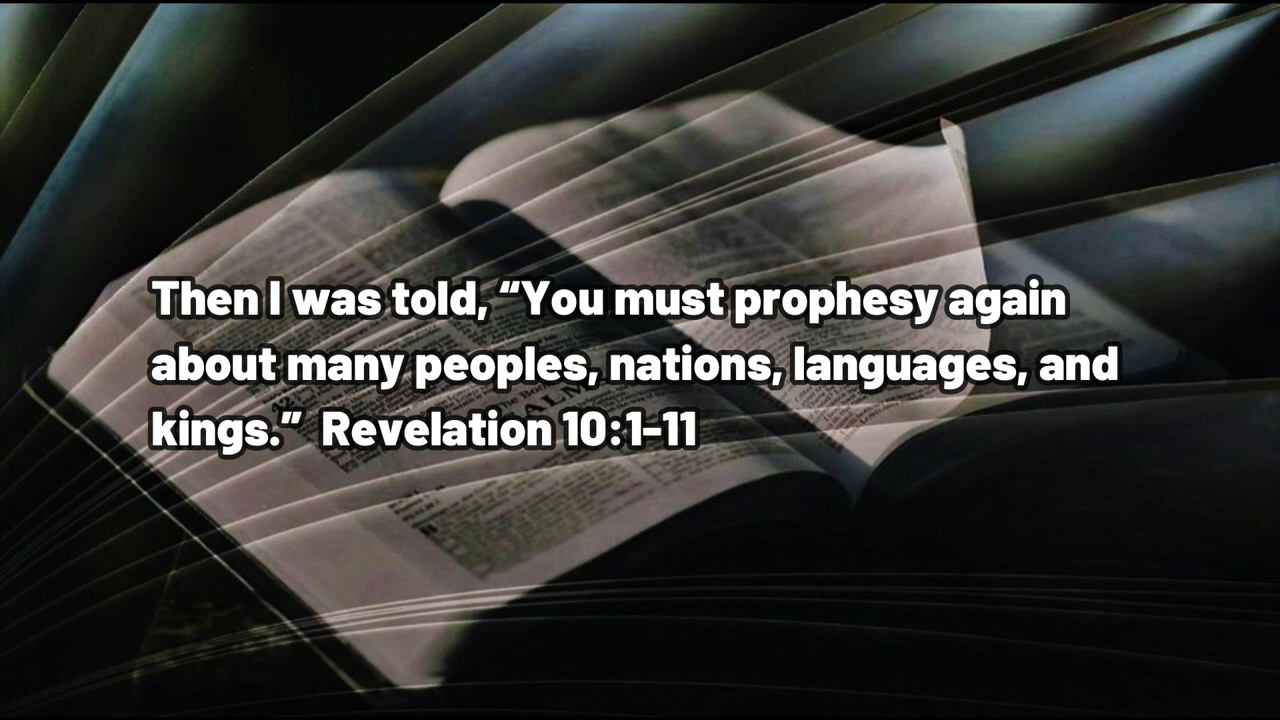 Then I was told, “You must prophesy again
about many peoples, nations, languages, and
kings.”  Revelation 10:1-11